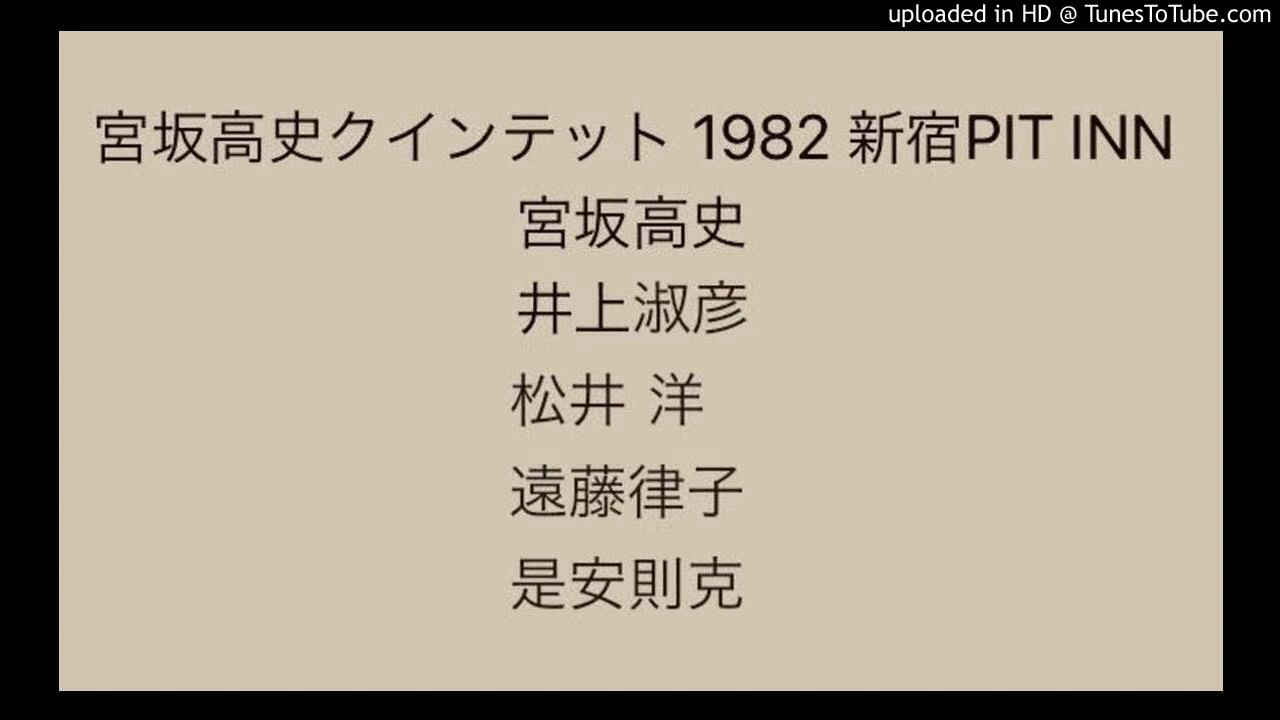 uploaded in HD @ TunesToTube.com
宮坂高史クインテット 1982 新宿PIT INN
宮坂高史
井上淑彦
松井 洋
遠藤律子
是安則克